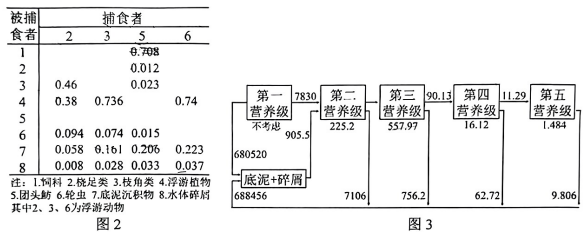 被捕食者 捕食者
2 3 5 6
1 0.708
2 0.012
3 0.46 0.023
4 0.38 0.736 0.74
5
6 0.094 0.074 0.015
7 0.058 0.161 0.206 0.223
8 0.008 0.028 0.033 0.037
注：1.饲料 2.桡足类 3.枝角类 4.浮游植物
5.团头鲂 6.轮虫 7.底泥沉积物 8.水体碎屑
其中2、3、6为浮游动物
图2
第一营养级 7830 第二营养级 第三营养级 90.13 第四营养级 11.29 第五营养级
不考虑 905.5 225.2 557.97 16.12 1.484
680520
底泥+碎屑
688456 7106 756.2 62.72 9.806
图3